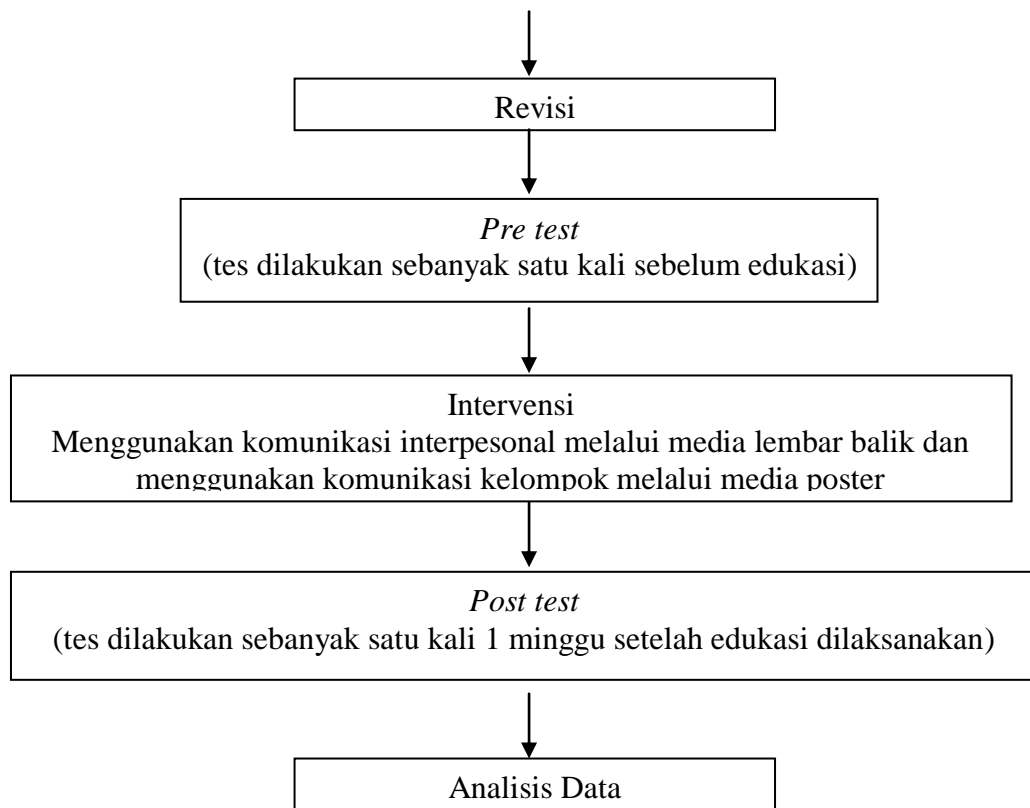 Revisi
Pre test
(tes dilakukan sebanyak satu kali sebelum edukasi)
Intervensi
Menggunakan komunikasi interpesonal melalui media lembar balik dan
menggunakan komunikasi kelompok melalui media poster
Post test
(tes dilakukan sebanyak satu kali 1 minggu setelah edukasi dilaksanakan)
Analisis Data